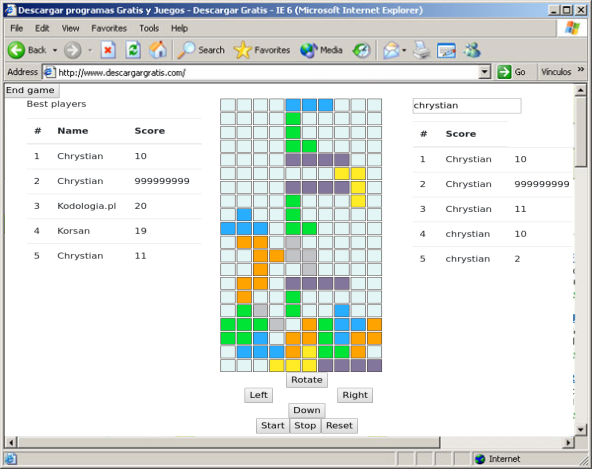 Descargar programas Gratis y Juegos - Descargar Gratis - IE 6 (Microsoft Internet Explorer)
File Edit View Favorites Tools Help
Back Search Favorites Media
Address http://www.descargargratis.com/ Go Vínculos »
End game
Best players
# Name Score
1 Chrystian 10
2 Chrystian 999999999
3 Kodologia.pl 20
4 Korsan 19
5 Chrystian 11
chrystian
# Score
1 Chrystian 10
2 Chrystian 999999999
3 Chrystian 11
4 chrystian 10
5 chrystian 2
Rotate
Left Right
Down
Start Stop Reset
Internet